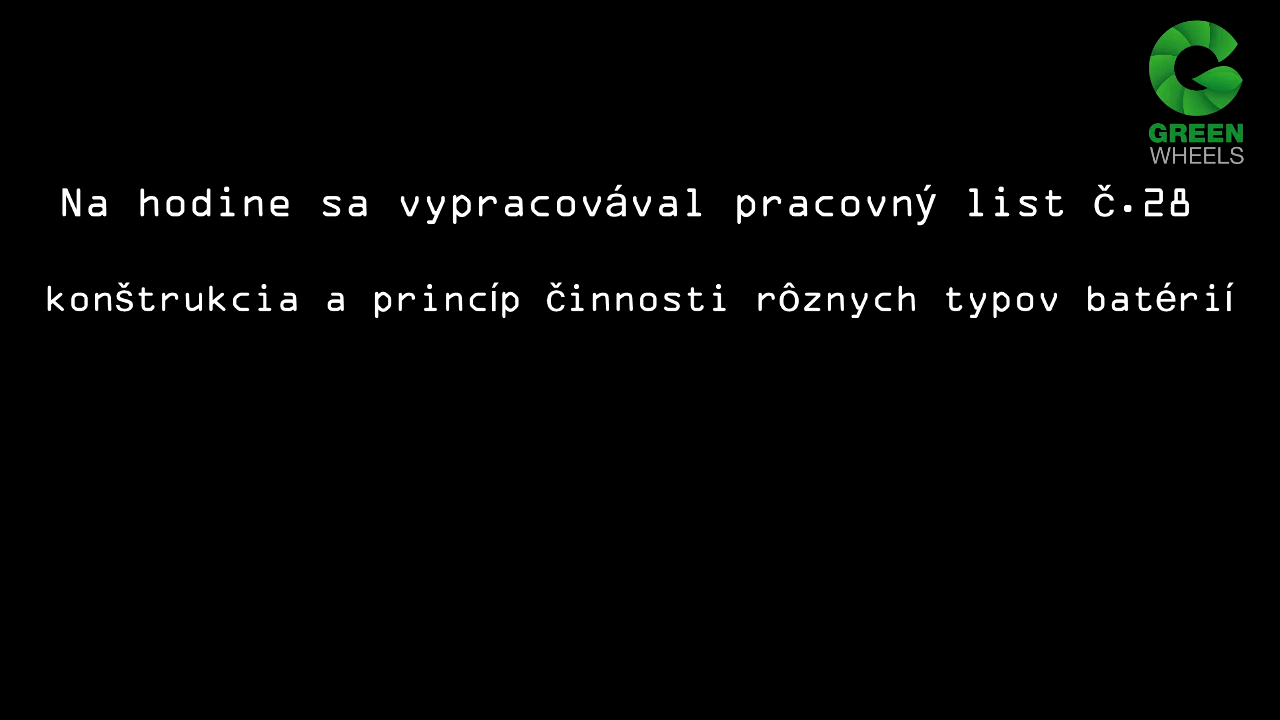 GREEN
WHEELS
Na hodine sa vypracovával pracovný list č.28
konštrukcia a princíp činnosti rôznych typov batérií